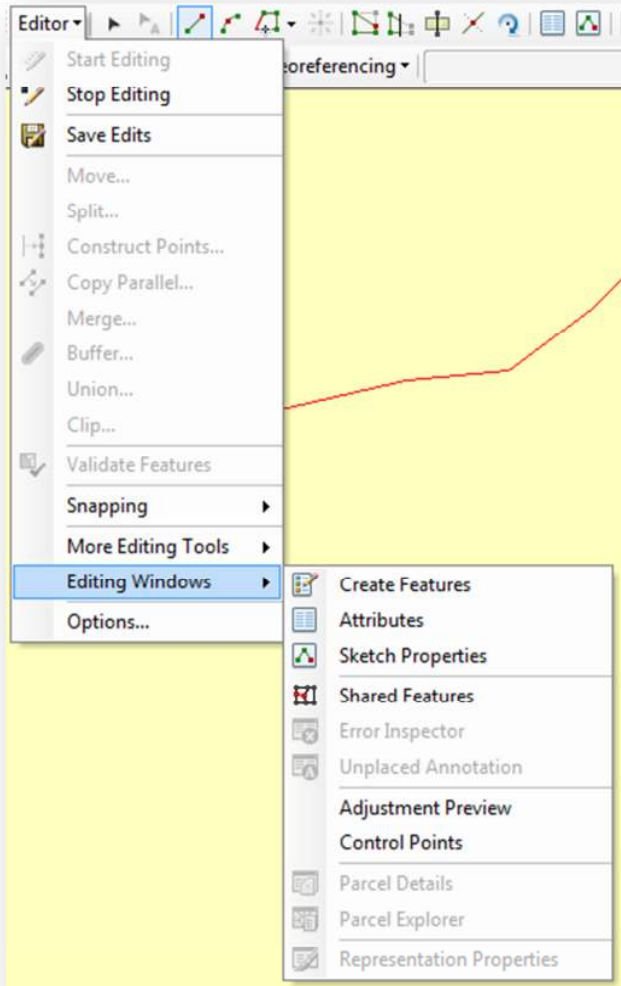 Editor
Start Editing
eoreferencing
Stop Editing
Save Edits
Move...
Split...
Construct Points...
Copy Parallel...
Merge...
Buffer...
Union...
Clip...
Validate Features
Snapping
More Editing Tools
Editing Windows
Options...
Create Features
Attributes
Sketch Properties
Shared Features
Error Inspector
Unplaced Annotation
Adjustment Preview
Control Points
Parcel Details
Parcel Explorer
Representation Properties